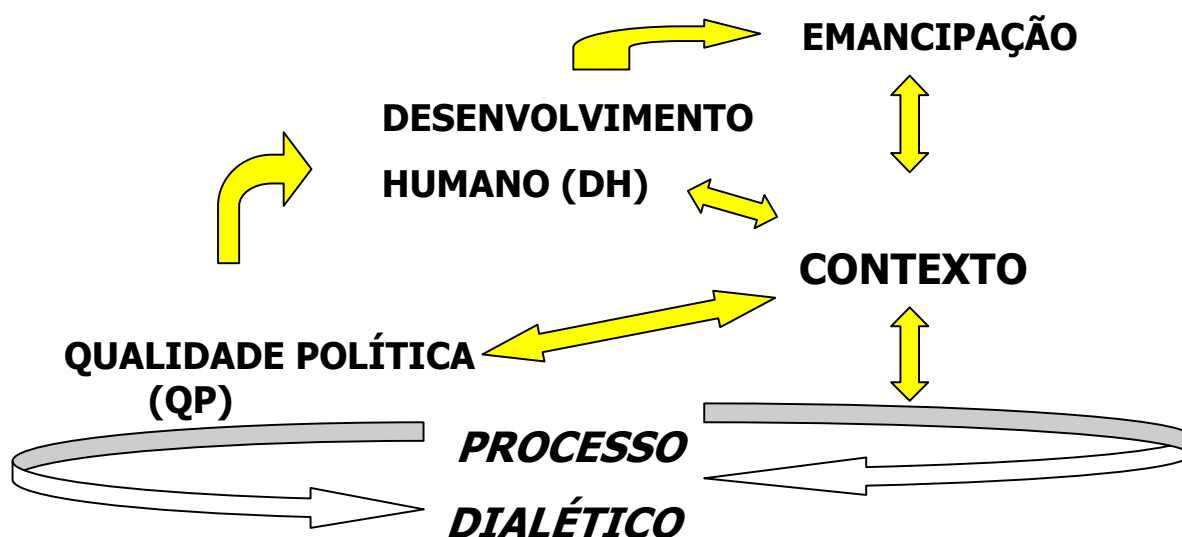 EMANCIPAÇÃO
DESENVOLVIMENTO
HUMANO (DH)
CONTEXTO
QUALIDADE POLÍTICA
(QP)
PROCESSO
DIALÉTICO